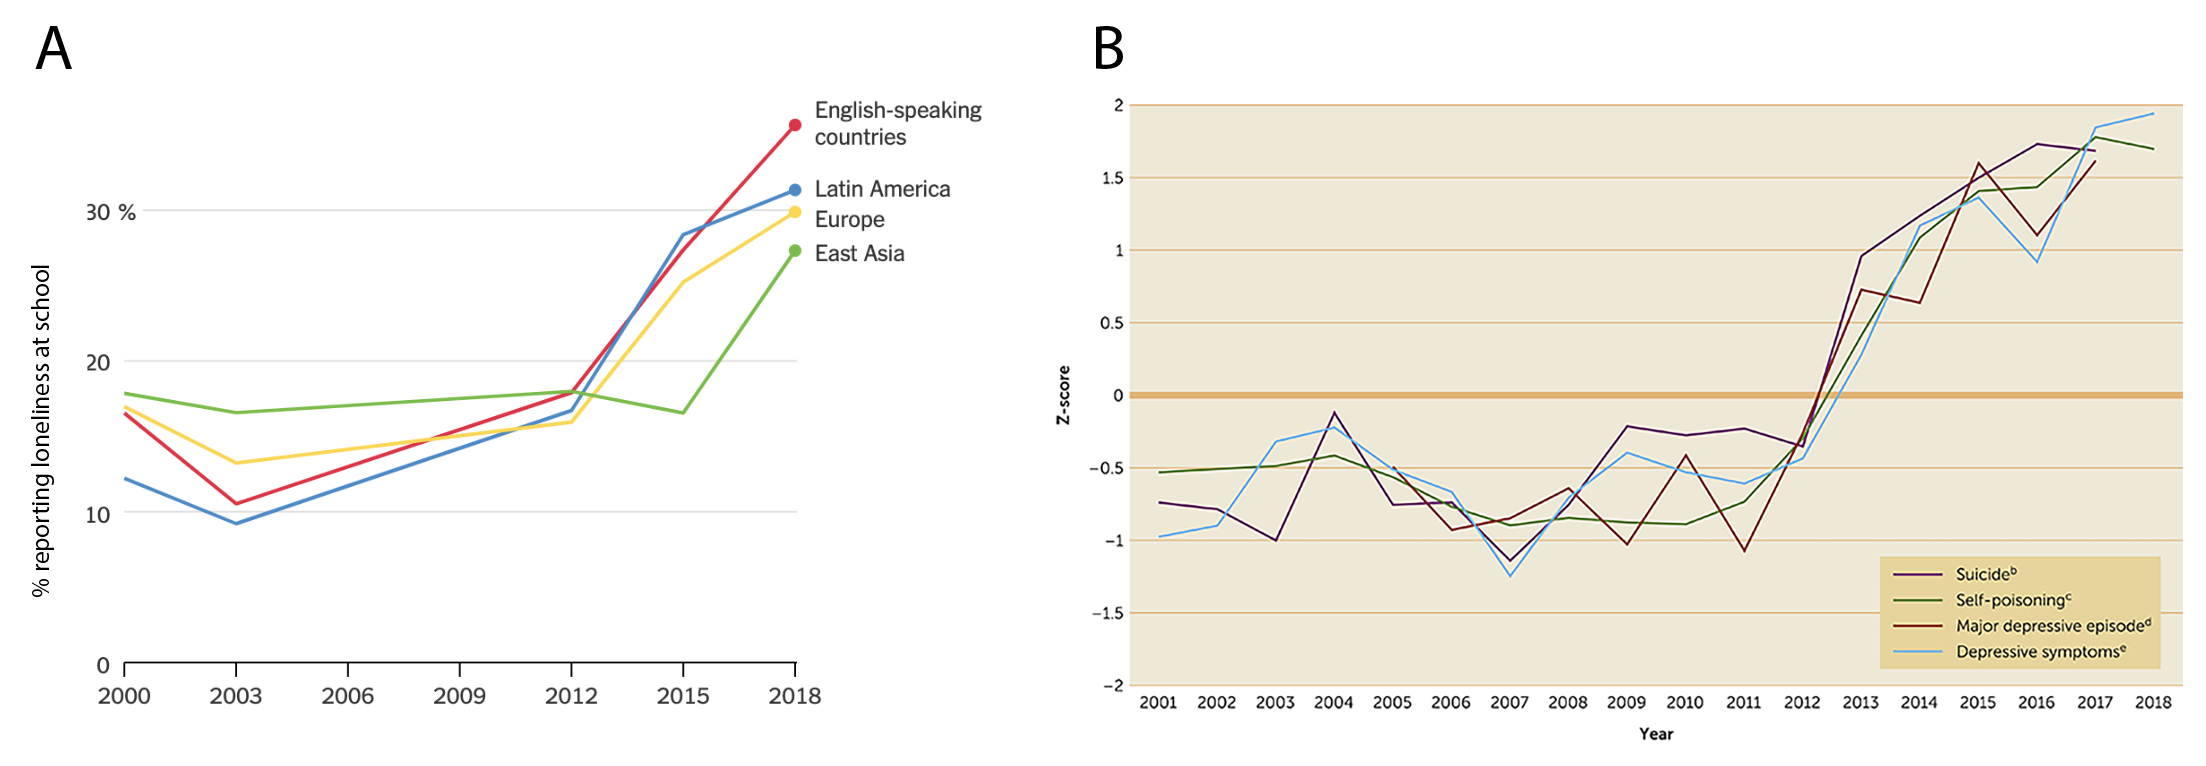 A
English-speaking
countries
Latin America
Europe
East Asia
30 %
20
10
0
% reporting loneliness at school
2000 2003 2006 2009 2012 2015 2018
B
2
1.5
1
0.5
0
−0.5
−1
−1.5
−2
Z-score
Suicideᵇ
Self-poisoningᶜ
Major depressive episodeᵈ
Depressive symptomsᵉ
2001 2002 2003 2004 2005 2006 2007 2008 2009 2010 2011 2012 2013 2014 2015 2016 2017 2018
Year